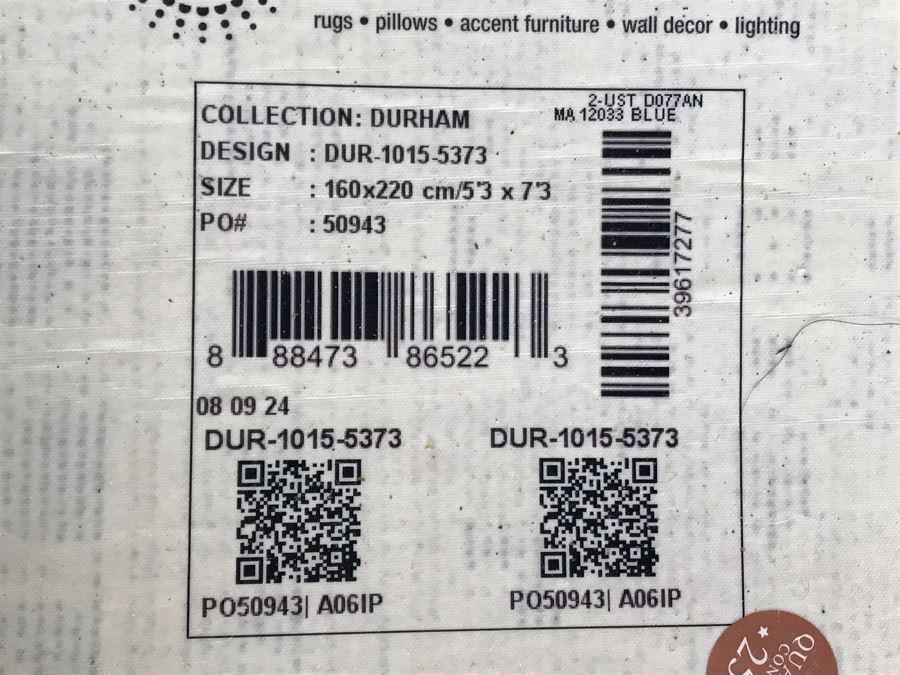 rugs • pillows • accent furniture • wall decor • lighting
2-UST D077AN
MA 12033 BLUE
COLLECTION: DURHAM
DESIGN : DUR-1015-5373
SIZE : 160x220 cm/5'3 x 7'3
PO# : 50943
39617277
8 88473 86522 3
08 09 24
DUR-1015-5373
DUR-1015-5373
PO50943| A06IP
PO50943| A06IP